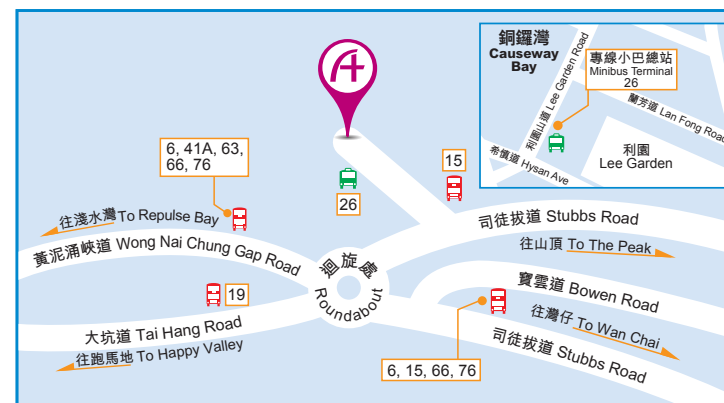 銅鑼灣
Causeway
Bay
利園山道 Lee Garden Road
專線小巴總站
Minibus Terminal
26
蘭芳道 Lan Fong Road
利園
Lee Garden
希慎道 Hysan Ave
6, 41A, 63,
66, 76
15
26
往淺水灣 To Repulse Bay
黃泥涌峽道 Wong Nai Chung Gap Road
司徒拔道 Stubbs Road
往山頂 To The Peak
迴旋處
Roundabout
19
寶雲道 Bowen Road
大坑道 Tai Hang Road
往灣仔 To Wan Chai
往跑馬地 To Happy Valley
司徒拔道 Stubbs Road
6, 15, 66, 76